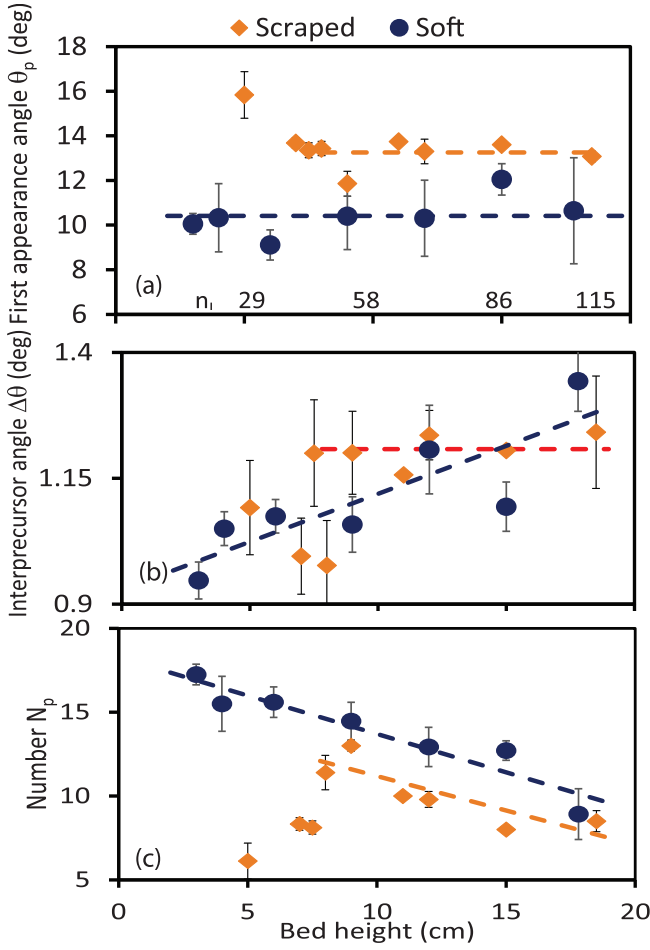 Scraped Soft
First appearance angle θp (deg)
18
16
14
12
10
8
6
(a)
nL 29 58 86 115
Interprecursor angle Δθ (deg)
1.4
1.15
0.9
(b)
Number Np
20
15
10
5
(c)
0 5 10 15 20
Bed height (cm)